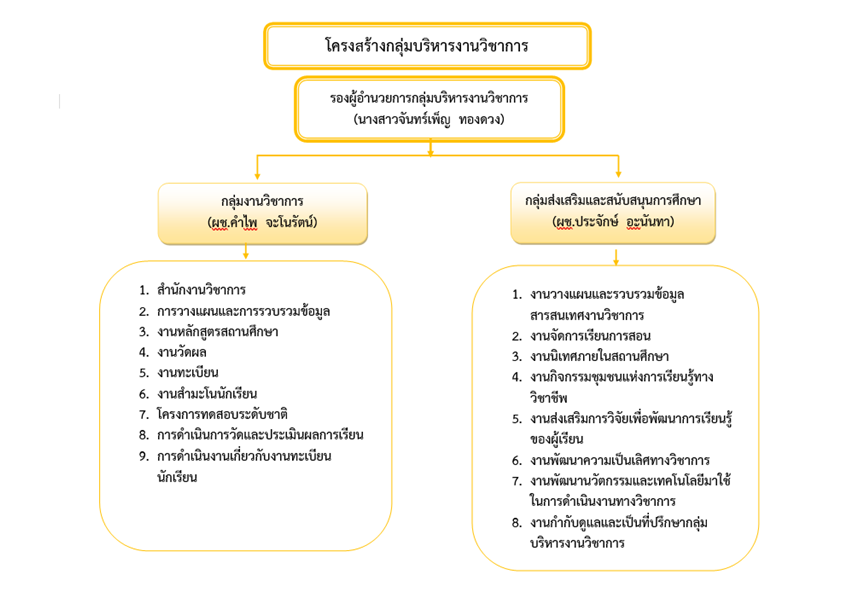 โครงสร้างกลุ่มบริหารงานวิชาการ
รองผู้อำนวยการกลุ่มบริหารงานวิชาการ
(นางสาวจันทร์เพ็ญ ทองดวง)
กลุ่มงานวิชาการ
(ผช.คำไพ จะโนรัตน์)
1. สำนักงานวิชาการ
2. การวางแผนและการรวบรวมข้อมูล
3. งานหลักสูตรสถานศึกษา
4. งานวัดผล
5. งานทะเบียน
6. งานสำมะโนนักเรียน
7. โครงการทดสอบระดับชาติ
8. การดำเนินการวัดและประเมินผลการเรียน
9. การดำเนินงานเกี่ยวกับงานทะเบียน
นักเรียน
กลุ่มส่งเสริมและสนับสนุนการศึกษา
(ผช.ประจักษ์ อะนันทา)
1. งานวางแผนและรวบรวมข้อมูล
สารสนเทศงานวิชาการ
2. งานจัดการเรียนการสอน
3. งานนิเทศภายในสถานศึกษา
4. งานกิจกรรมชุมชนแห่งการเรียนรู้ทาง
วิชาชีพ
5. งานส่งเสริมการวิจัยเพื่อพัฒนาการเรียนรู้
ของผู้เรียน
6. งานพัฒนาความเป็นเลิศทางวิชาการ
7. งานพัฒนานวัตกรรมและเทคโนโลยีมาใช้
ในการดำเนินงานทางวิชาการ
8. งานกำกับดูแลและเป็นที่ปรึกษากลุ่ม
บริหารงานวิชาการ